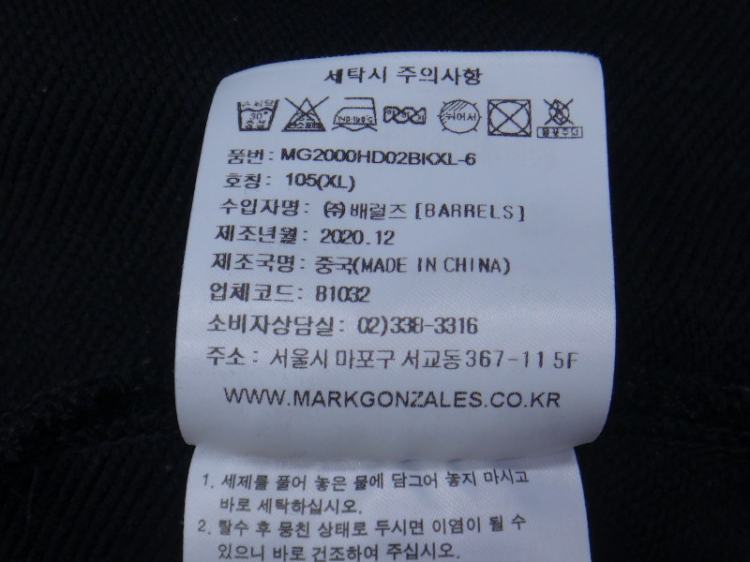 세탁시 주의사항
품번: MG2000HD02BKXL-6
호칭: 105(XL)
수입자명: ㈜배럴즈 [BARRELS]
제조년월: 2020.12
제조국명: 중국(MADE IN CHINA)
업체코드: B1032
소비자상담실: 02)338-3316
주소: 서울시 마포구 서교동367-11 5F
WWW.MARKGONZALES.CO.KR
1. 세제를 풀어 놓은 물에 담그어 놓지 마시고
바로 세탁하십시오.
2. 탈수 후 뭉친 상태로 두시면 이염이 될 수
있으니 바로 건조하여 주십시오.